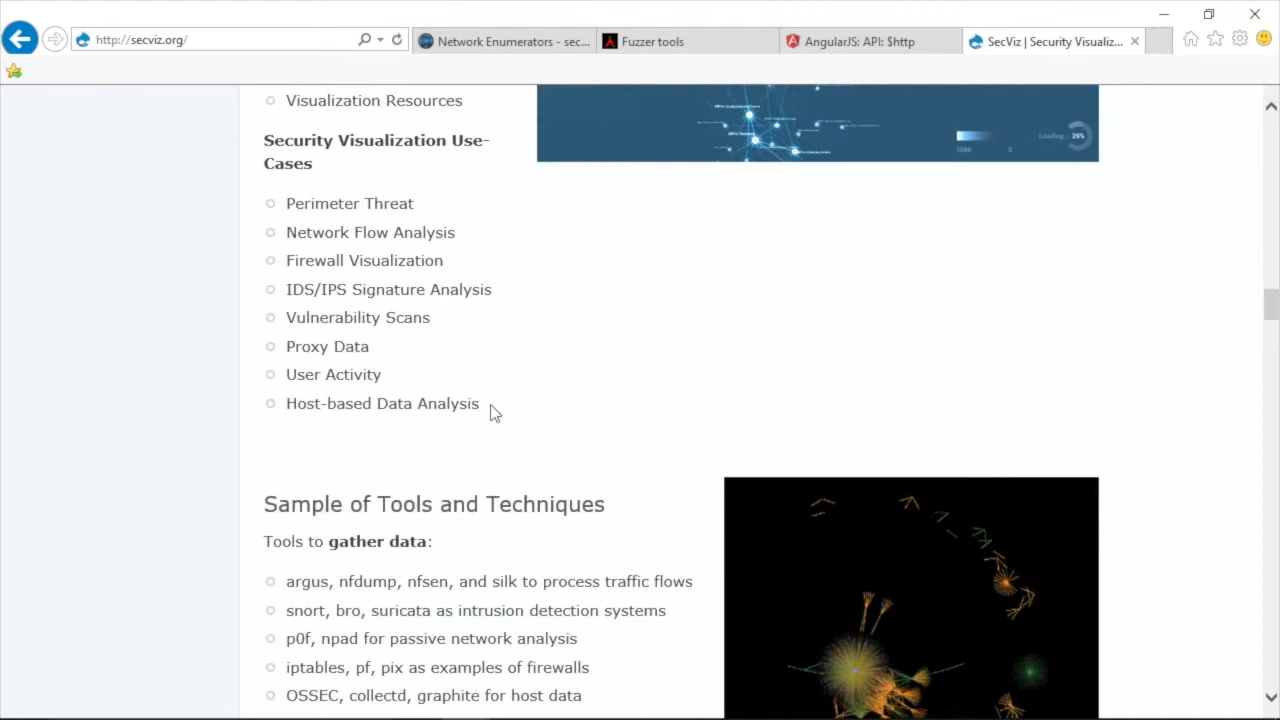 http://secviz.org/
Network Enumerators - sec...
Fuzzer tools
AngularJS: API: $http
SecViz | Security Visualiz...
Visualization Resources
Security Visualization Use-
Cases
Perimeter Threat
Network Flow Analysis
Firewall Visualization
IDS/IPS Signature Analysis
Vulnerability Scans
Proxy Data
User Activity
Host-based Data Analysis
Loading... 29%
1086
5
Sample of Tools and Techniques
Tools to gather data:
argus, nfdump, nfsen, and silk to process traffic flows
snort, bro, suricata as intrusion detection systems
p0f, npad for passive network analysis
iptables, pf, pix as examples of firewalls
OSSEC, collectd, graphite for host data